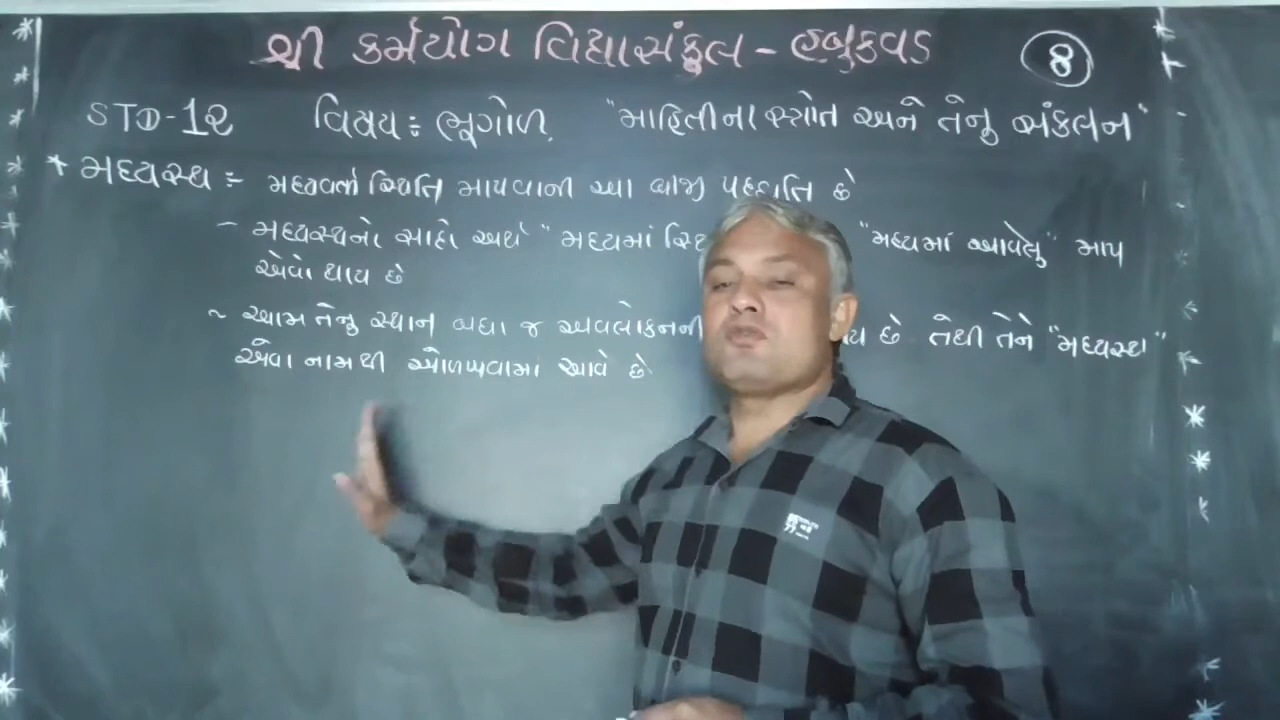 શ્રી કર્મયોગ વિદ્યાસંકુલ - હબુકવડ
8
STD-12 વિષય : ભૂગોળ. "માહિતીના સ્ત્રોત અને તેનુ સંકલન"
* મધ્યસ્થ :- મધ્યવર્તી સ્થિતિ માપવાની આ બીજી પદ્ધતિ છે
- મધ્યસ્થનો સાદો અર્થ "મધ્યમાં "મધ્યમાં આવેલુ" માપ
એવો થાય છે
~ આમ તેનુ સ્થાન બધા જ અવલોકનની છે તેથી તેને "મધ્યસ્થ"
એવા નામથી ઓળખવામાં આવે છે